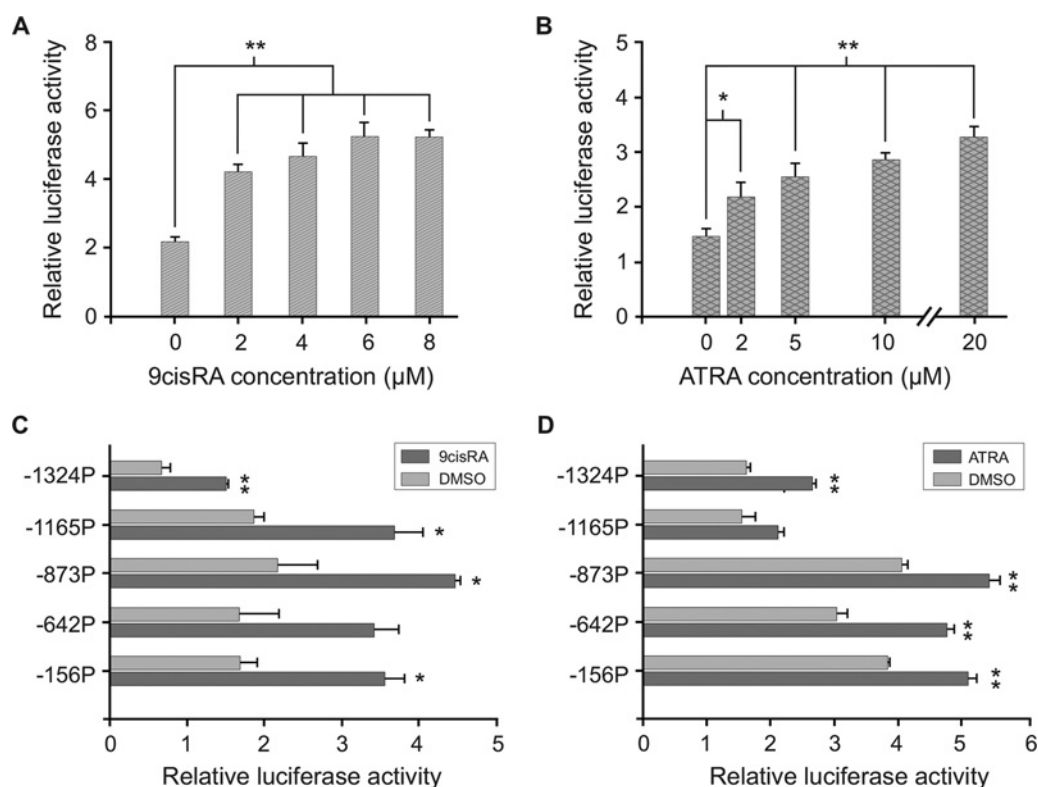 A
Relative luciferase activity
8
6
4
2
0
**
0 2 4 6 8
9cisRA concentration (µM)
B
Relative luciferase activity
5
4
3
2
1
0
*
**
0 2 5 10 20
ATRA concentration (µM)
C
9cisRA
DMSO
-1324P
**
-1165P
*
-873P
*
-642P
-156P
*
0 1 2 3 4 5
Relative luciferase activity
D
ATRA
DMSO
-1324P
**
-1165P
-873P
**
-642P
**
-156P
**
0 1 2 3 4 5 6
Relative luciferase activity